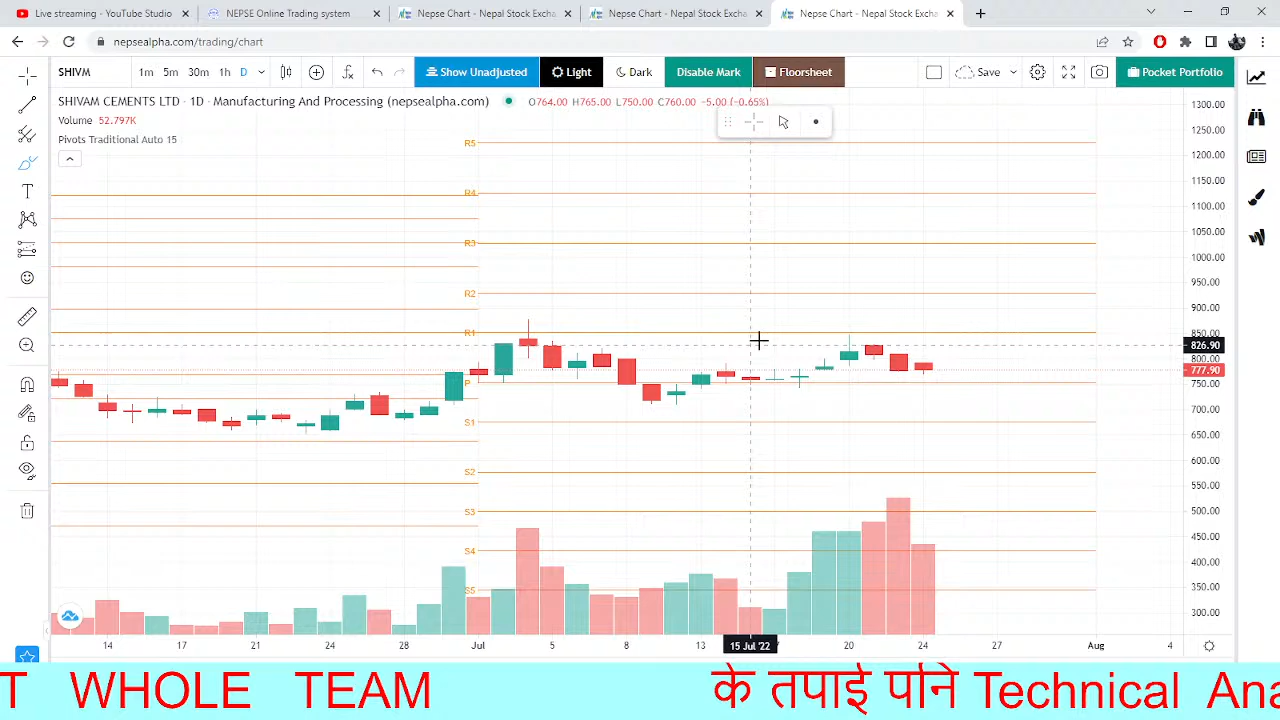 Live streaming - YouTube Studio
NEPSE Online Trading System
Nepse Chart - Nepal Stock Excha
Nepse Chart - Nepal Stock Excha
Nepse Chart - Nepal Stock Excha
nepsealpha.com/trading/chart
SHIVM 1m 5m 30m 1h D Show Unadjusted Light Dark Disable Mark Floorsheet Save Pocket Portfolio
SHIVAM CEMENTS LTD · 1D · Manufacturing And Processing (nepsealpha.com) O764.00 H765.00 L750.00 C760.00 -5.00 (-0.65%)
Volume 52.797K
Pivots Traditional Auto 15
R5
R4
R3
R2
R1
P
S1
S2
S3
S4
S5
1300.00
1250.00
1200.00
1150.00
1100.00
1050.00
1000.00
950.00
900.00
850.00
826.90
800.00
777.90
750.00
700.00
650.00
600.00
550.00
500.00
450.00
400.00
350.00
300.00
14 17 21 24 28 Jul 5 8 13 15 Jul '22 20 24 27 Aug 4
T WHOLE TEAM के तपाई पनि Technical Ana